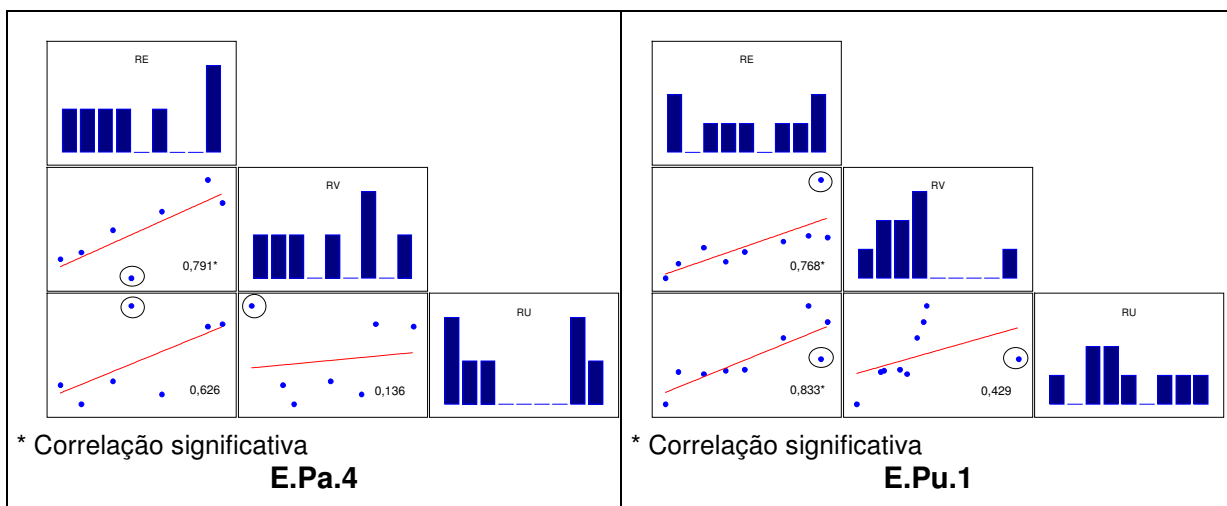 RE
RV
0,791*
RU
0,626
0,136
* Correlação significativa
E.Pa.4
RE
RV
0,768*
RU
0,833*
0,429
* Correlação significativa
E.Pu.1